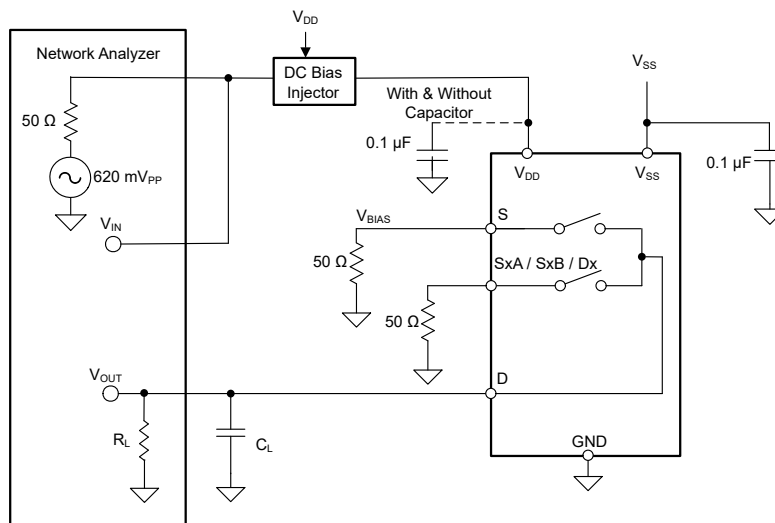 V_DD
Network Analyzer
DC Bias
Injector
V_SS
With & Without
Capacitor
50 Ω
0.1 µF
620 mV_PP
V_DD
V_SS
0.1 µF
V_IN
V_BIAS
S
50 Ω
SxA / SxB / Dx
50 Ω
V_OUT
D
R_L
C_L
GND